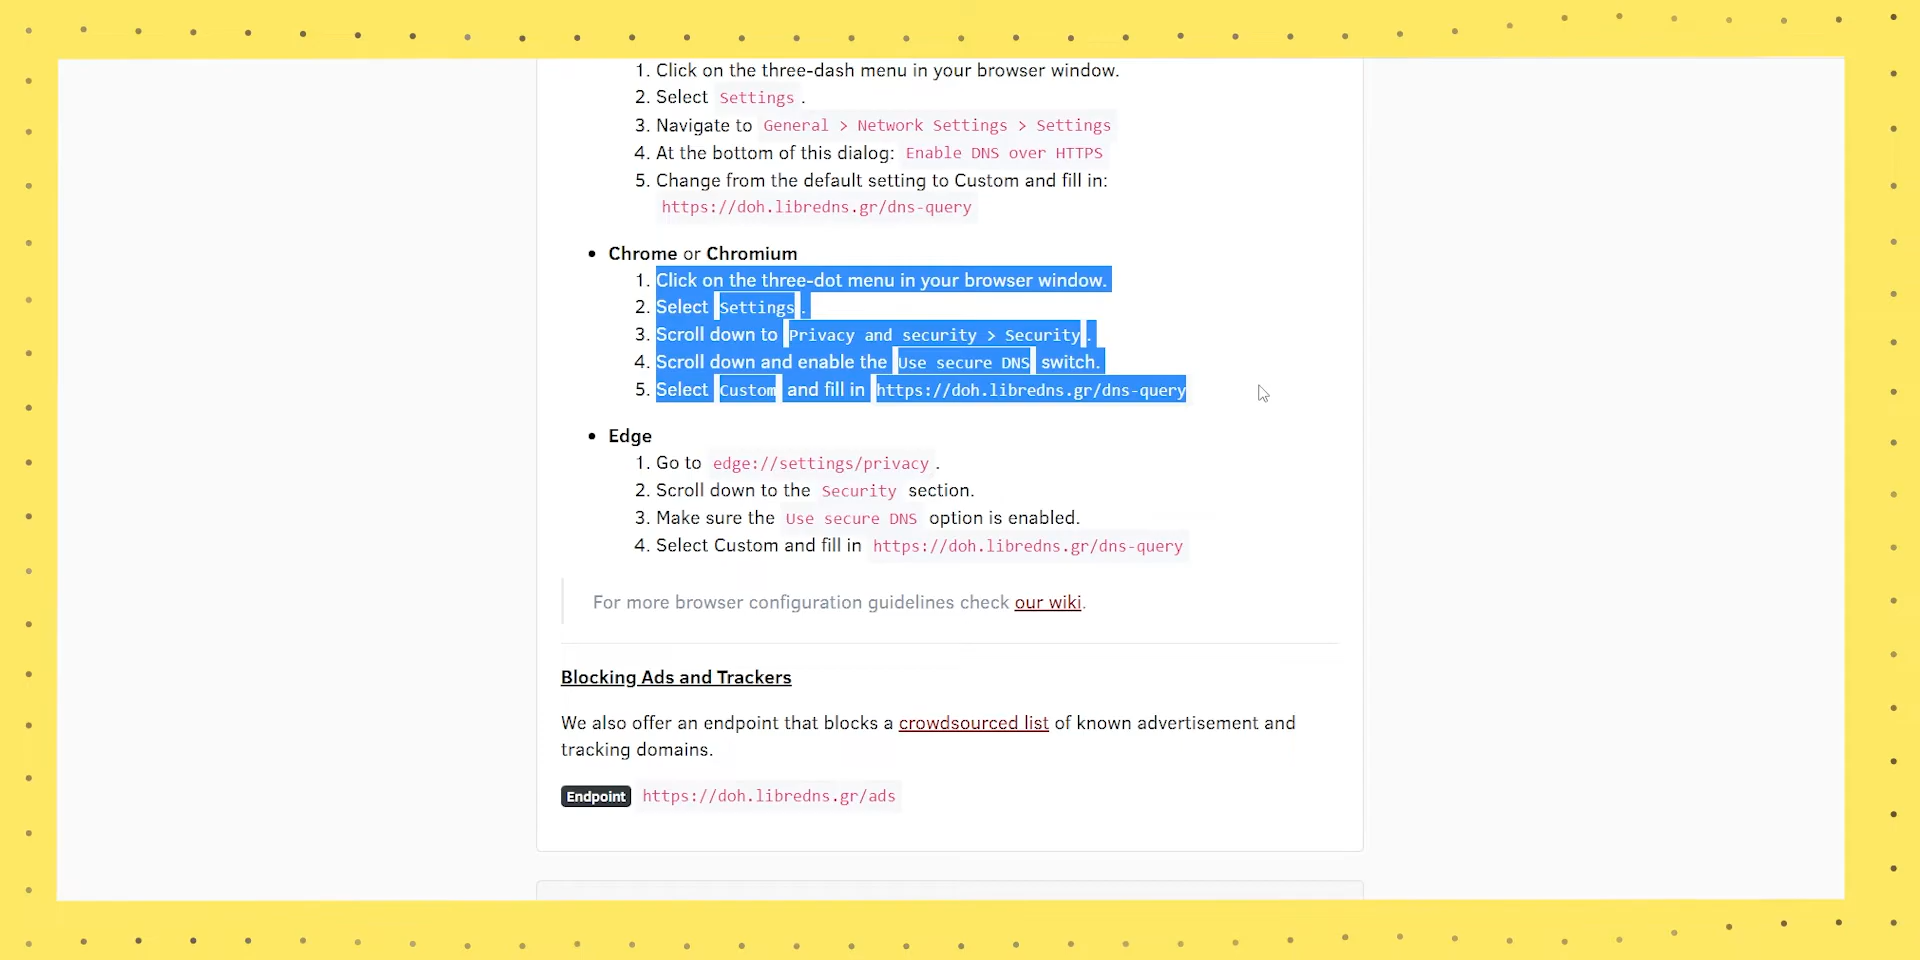 1. Click on the three-dash menu in your browser window.
2. Select Settings .
3. Navigate to General > Network Settings > Settings
4. At the bottom of this dialog: Enable DNS over HTTPS
5. Change from the default setting to Custom and fill in:
https://doh.libredns.gr/dns-query
• Chrome or Chromium
1. Click on the three-dot menu in your browser window.
2. Select Settings .
3. Scroll down to Privacy and security > Security .
4. Scroll down and enable the Use secure DNS switch.
5. Select Custom and fill in https://doh.libredns.gr/dns-query
• Edge
1. Go to edge://settings/privacy .
2. Scroll down to the Security section.
3. Make sure the Use secure DNS option is enabled.
4. Select Custom and fill in https://doh.libredns.gr/dns-query
For more browser configuration guidelines check our wiki.
Blocking Ads and Trackers
We also offer an endpoint that blocks a crowdsourced list of known advertisement and
tracking domains.
Endpoint https://doh.libredns.gr/ads